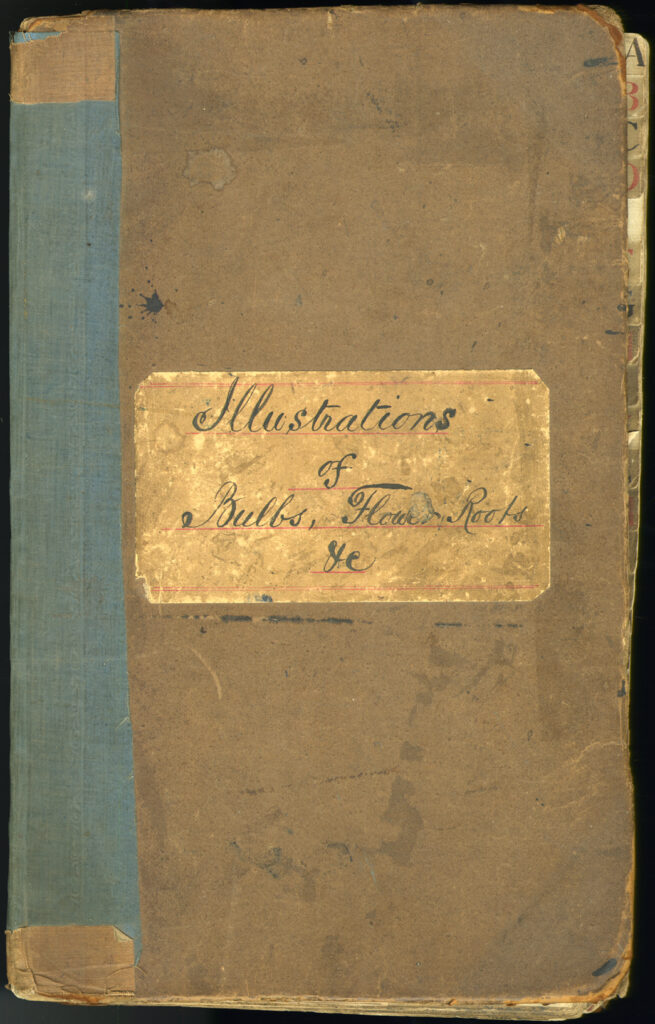 Illustrations
of
Bulbs, Flower Roots
&c
A
B
C
D
G